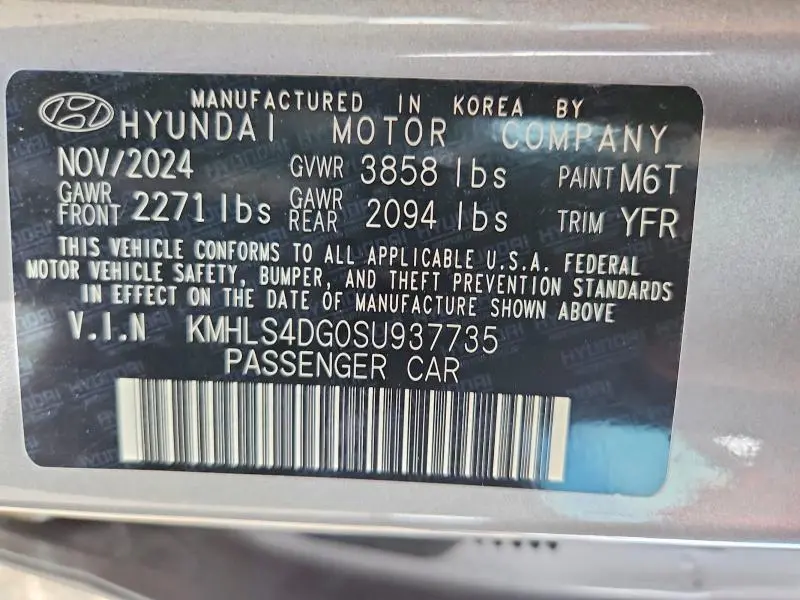 MANUFACTURED IN KOREA BY
HYUNDAI MOTOR COMPANY
NOV/2024 GVWR 3858 lbs PAINT M6T
GAWR FRONT 2271 lbs GAWR REAR 2094 lbs TRIM YFR
THIS VEHICLE CONFORMS TO ALL APPLICABLE U.S.A. FEDERAL
MOTOR VEHICLE SAFETY, BUMPER, AND THEFT PREVENTION STANDARDS
IN EFFECT ON THE DATE OF MANUFACTURE SHOWN ABOVE
V.I.N KMHLS4DG0SU937735
PASSENGER CAR